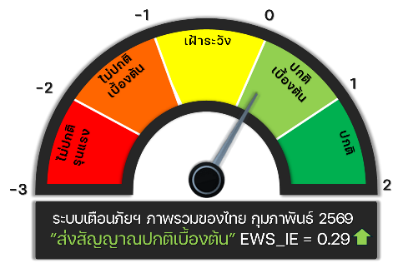 -1
0
เฝ้าระวัง
ไม่ปกติ
เบื้องต้น
ปกติ
เบื้องต้น
-2
1
ไม่ปกติ
รุนแรง
ปกติ
-3
2
ระบบเตือนภัยฯ ภาพรวมของไทย กุมภาพันธ์ 2569
“ส่งสัญญาณปกติเบื้องต้น” EWS_IE = 0.29